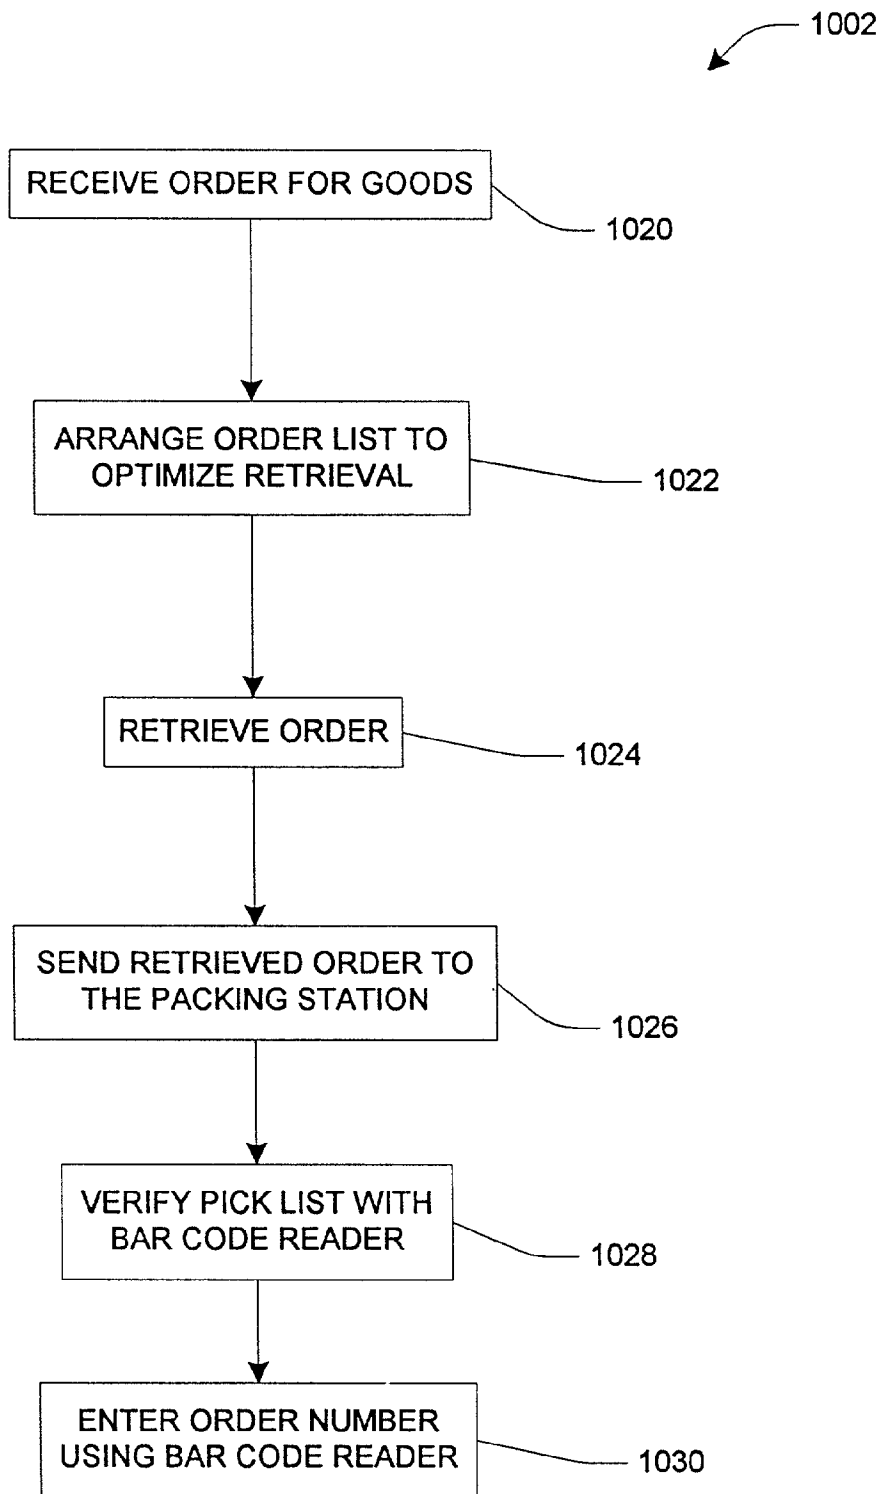 1002
RECEIVE ORDER FOR GOODS
1020
ARRANGE ORDER LIST TO
OPTIMIZE RETRIEVAL
1022
RETRIEVE ORDER
1024
SEND RETRIEVED ORDER TO
THE PACKING STATION
1026
VERIFY PICK LIST WITH
BAR CODE READER
1028
ENTER ORDER NUMBER
USING BAR CODE READER
1030